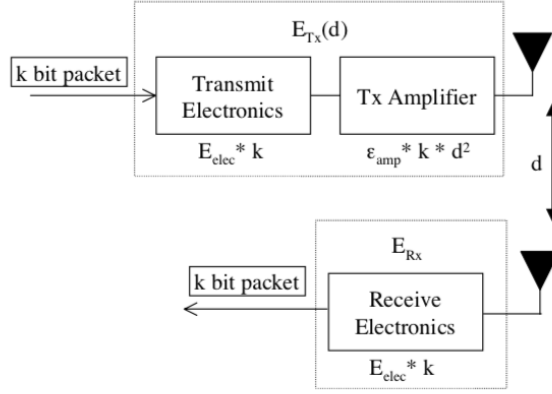 E_Tx(d)
k bit packet
Transmit
Electronics
Tx Amplifier
E_elec* k
ε_amp* k * d²
d
E_Rx
k bit packet
Receive
Electronics
E_elec* k